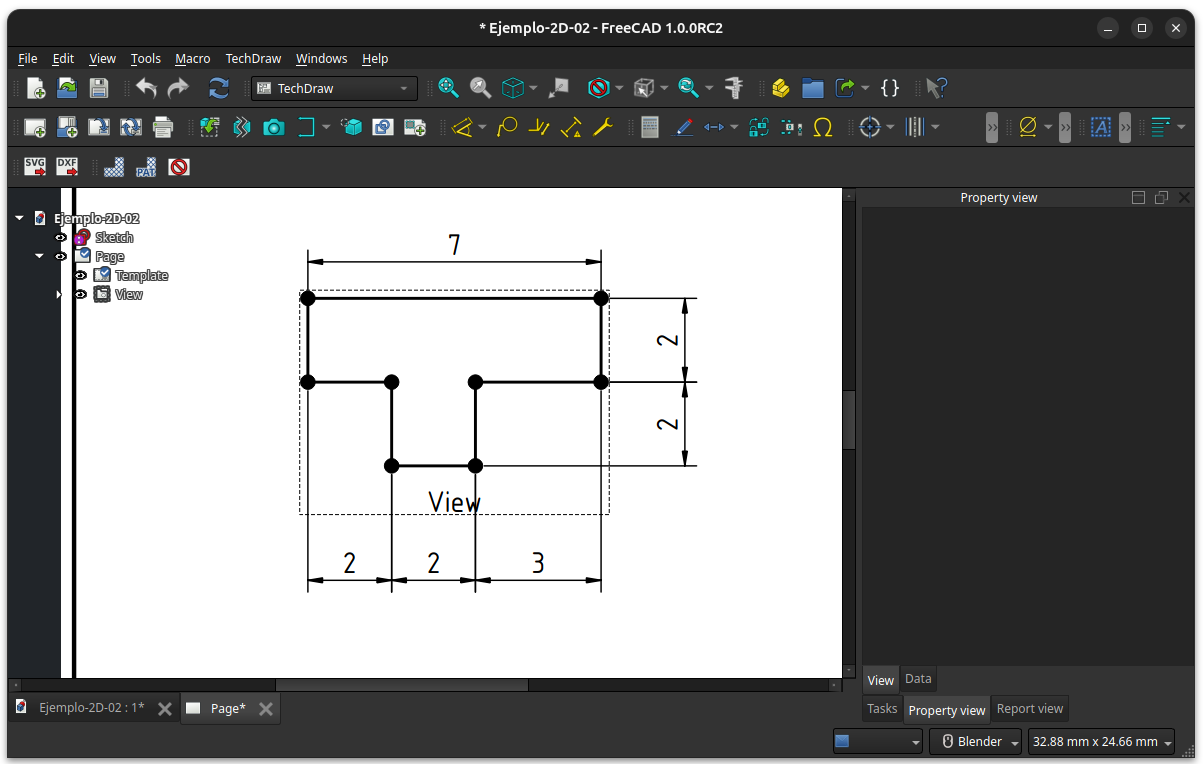 * Ejemplo-2D-02 - FreeCAD 1.0.0RC2
File Edit View Tools Macro TechDraw Windows Help
TechDraw
SVG DXF PAT
Property view
Ejemplo-2D-02
Sketch
Page
Template
View
7
2
2
View
2 2 3
View Data
Ejemplo-2D-02 : 1* Page*
Tasks Property view Report view
Blender 32.88 mm x 24.66 mm